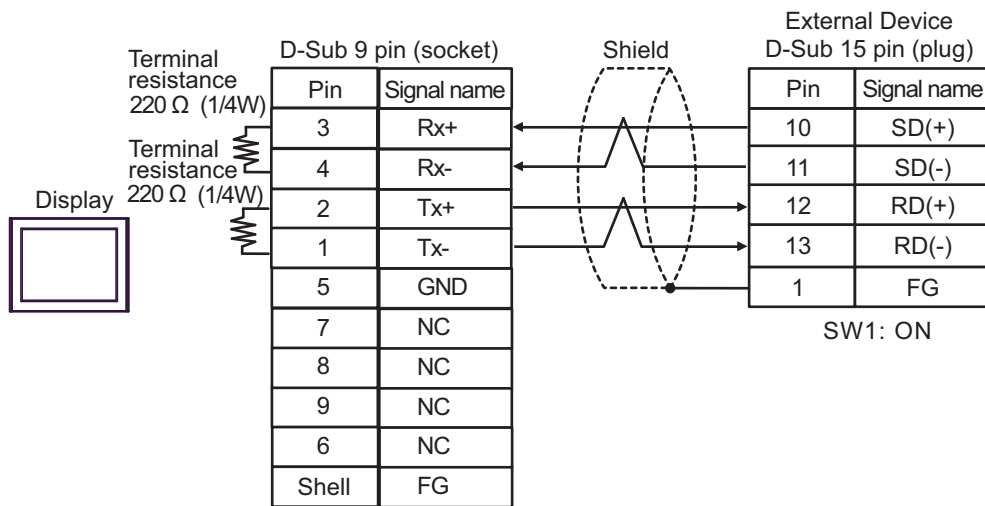 External Device
D-Sub 9 pin (socket)
Shield
D-Sub 15 pin (plug)
Terminal
resistance
220 Ω (1/4W)
Terminal
resistance
220 Ω (1/4W)
Display
Pin Signal name
3 Rx+
4 Rx-
2 Tx+
1 Tx-
5 GND
7 NC
8 NC
9 NC
6 NC
Shell FG
Pin Signal name
10 SD(+)
11 SD(-)
12 RD(+)
13 RD(-)
1 FG
SW1: ON